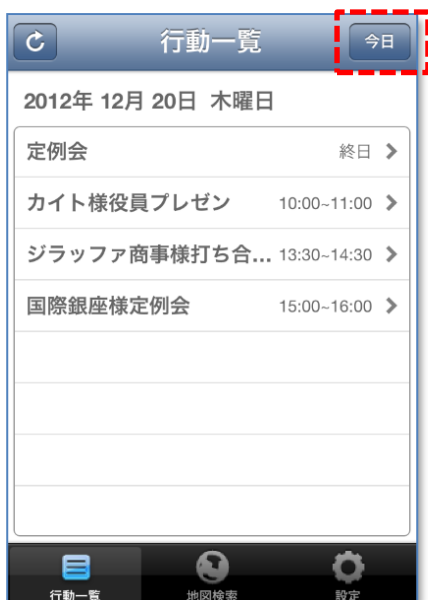 行動一覧 今日
2012年 12月 20日 木曜日
定例会 終日
カイト様役員プレゼン 10:00~11:00
ジラッファ商事様打ち合... 13:30~14:30
国際銀座様定例会 15:00~16:00
行動一覧 地図検索 設定